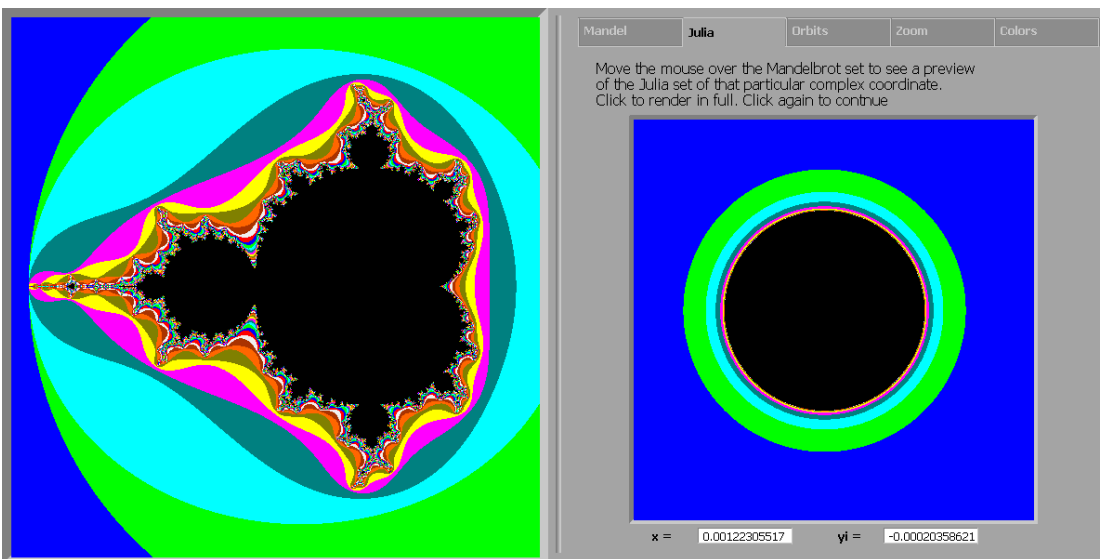 Mandel Julia Orbits Zoom Colors
Move the mouse over the Mandelbrot set to see a preview
of the Julia set of that particular complex coordinate.
Click to render in full. Click again to contnue
x = 0.00122305517 yi = -0.00020358621